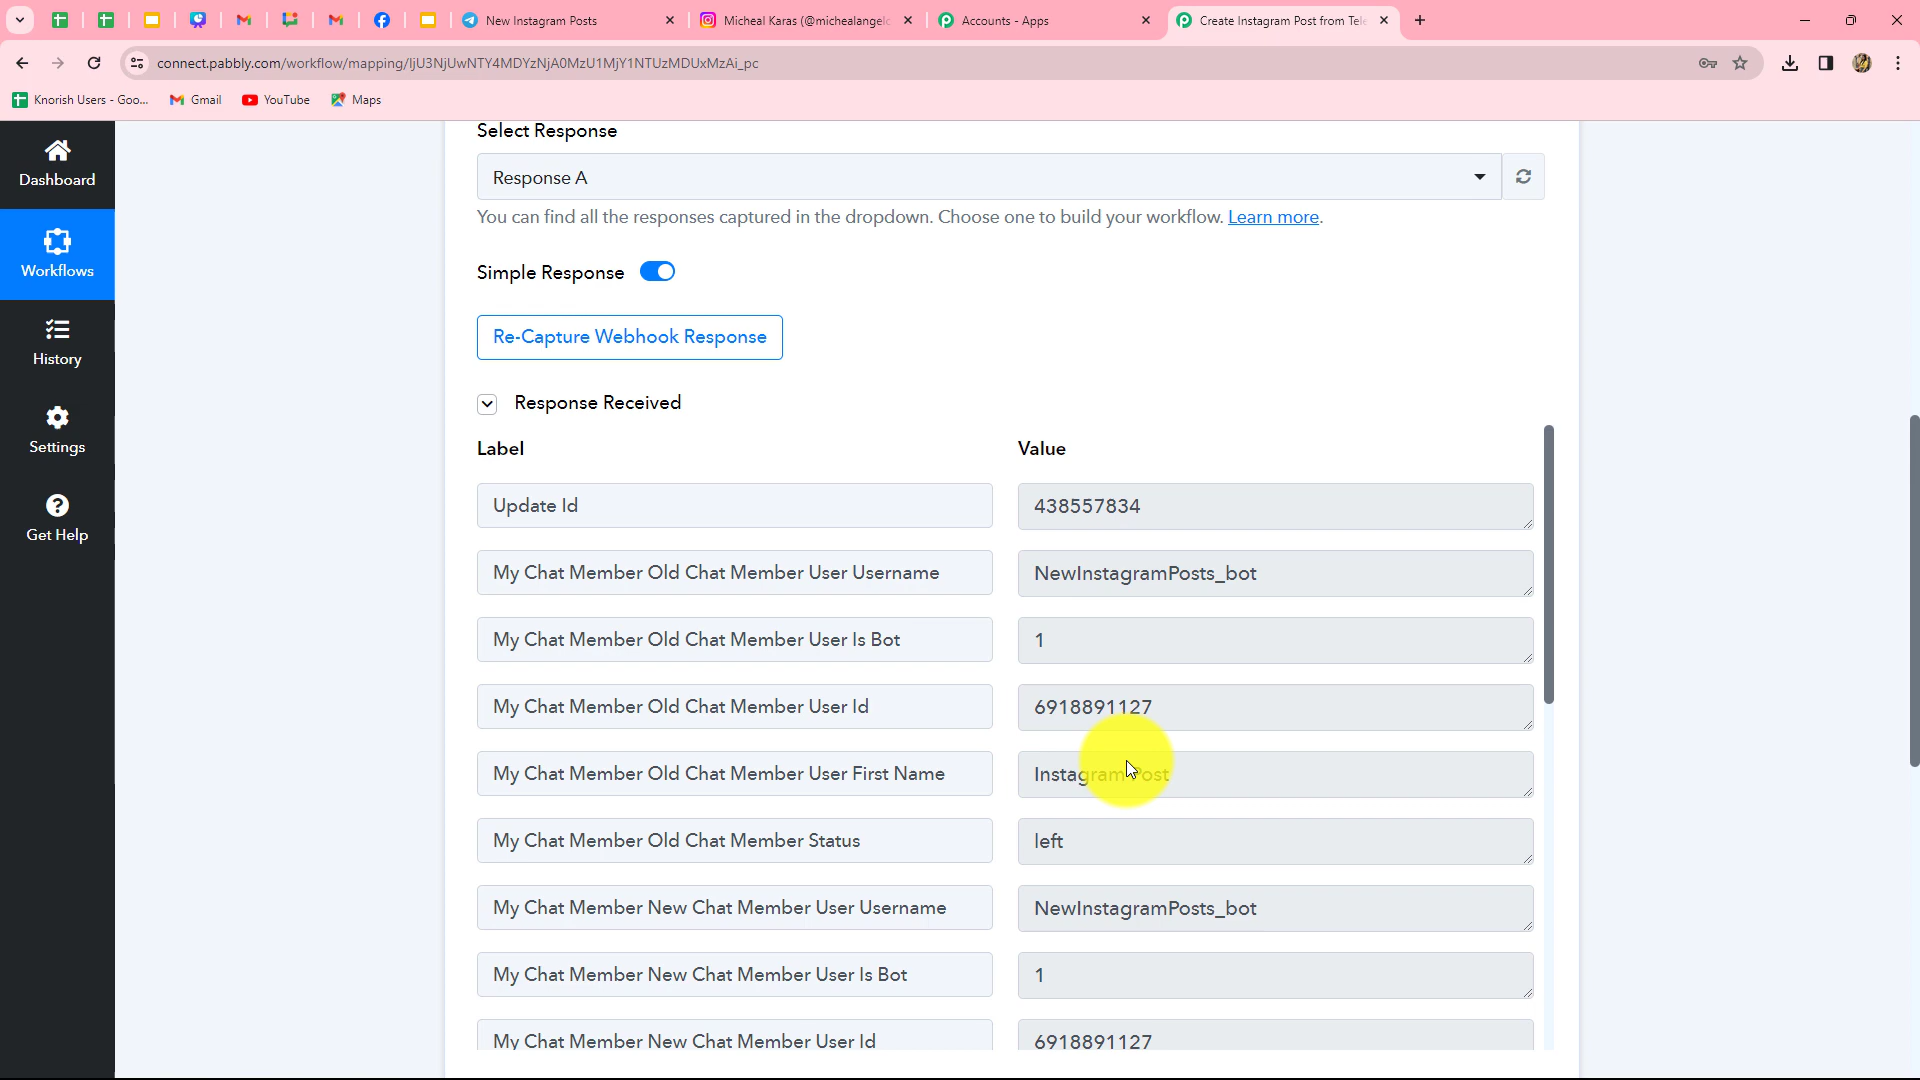 New Instagram Posts
Micheal Karas (@michealangelo
Accounts - Apps
Create Instagram Post from Tele
connect.pabbly.com/workflow/mapping/IjU3NjUwNTY4MDYzNjA0MzU1MjY1NTUzMDUxMzAi_pc
Knorish Users - Goo...
Gmail
YouTube
Maps
Dashboard
Workflows
History
Settings
Get Help
Select Response
Response A
You can find all the responses captured in the dropdown. Choose one to build your workflow. Learn more.
Simple Response
Re-Capture Webhook Response
Response Received
Label Value
Update Id 438557834
My Chat Member Old Chat Member User Username NewInstagramPosts_bot
My Chat Member Old Chat Member User Is Bot 1
My Chat Member Old Chat Member User Id 6918891127
My Chat Member Old Chat Member User First Name Instagram Post
My Chat Member Old Chat Member Status left
My Chat Member New Chat Member User Username NewInstagramPosts_bot
My Chat Member New Chat Member User Is Bot 1
My Chat Member New Chat Member User Id 6918891127